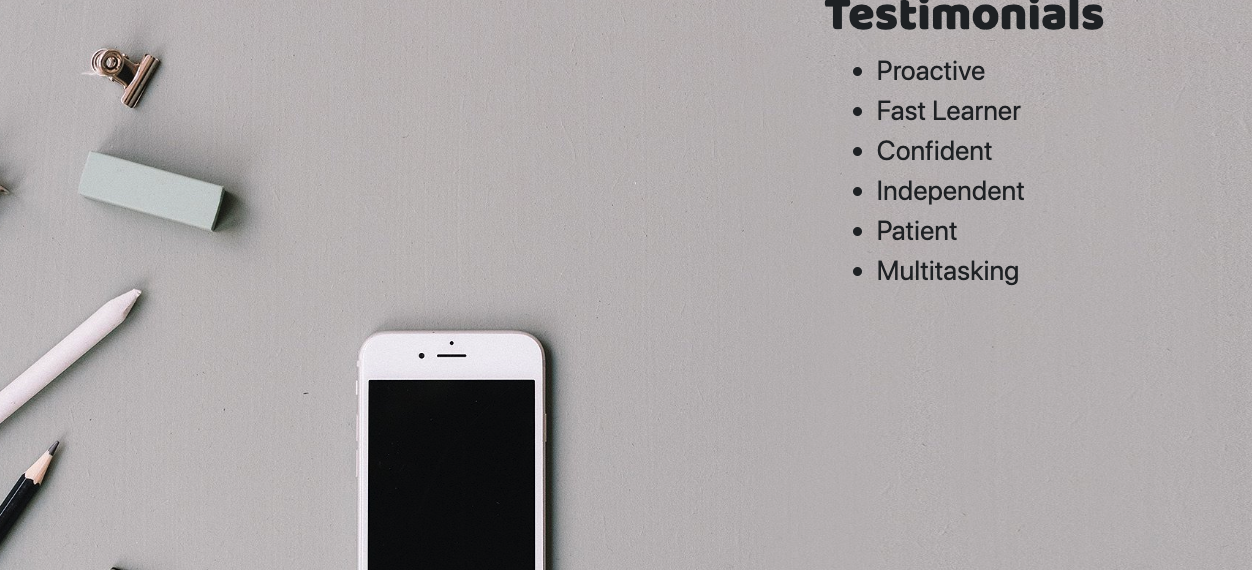 Testimonials
• Proactive
• Fast Learner
• Confident
• Independent
• Patient
• Multitasking